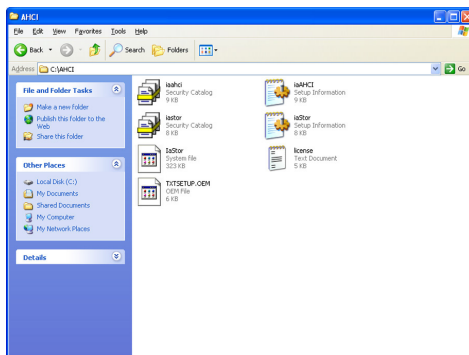 AHCI
File Edit View Favorites Tools Help
Back Search Folders
Address C:\AHCI Go
File and Folder Tasks
Make a new folder
Publish this folder to the
Web
Share this folder
Other Places
Local Disk (C:)
My Documents
Shared Documents
My Computer
My Network Places
Details
iaahci
Security Catalog
9 KB
iaAHCI
Setup Information
9 KB
iastor
Security Catalog
8 KB
iaStor
Setup Information
8 KB
IaStor
System file
323 KB
license
Text Document
5 KB
TXTSETUP.OEM
OEM File
6 KB